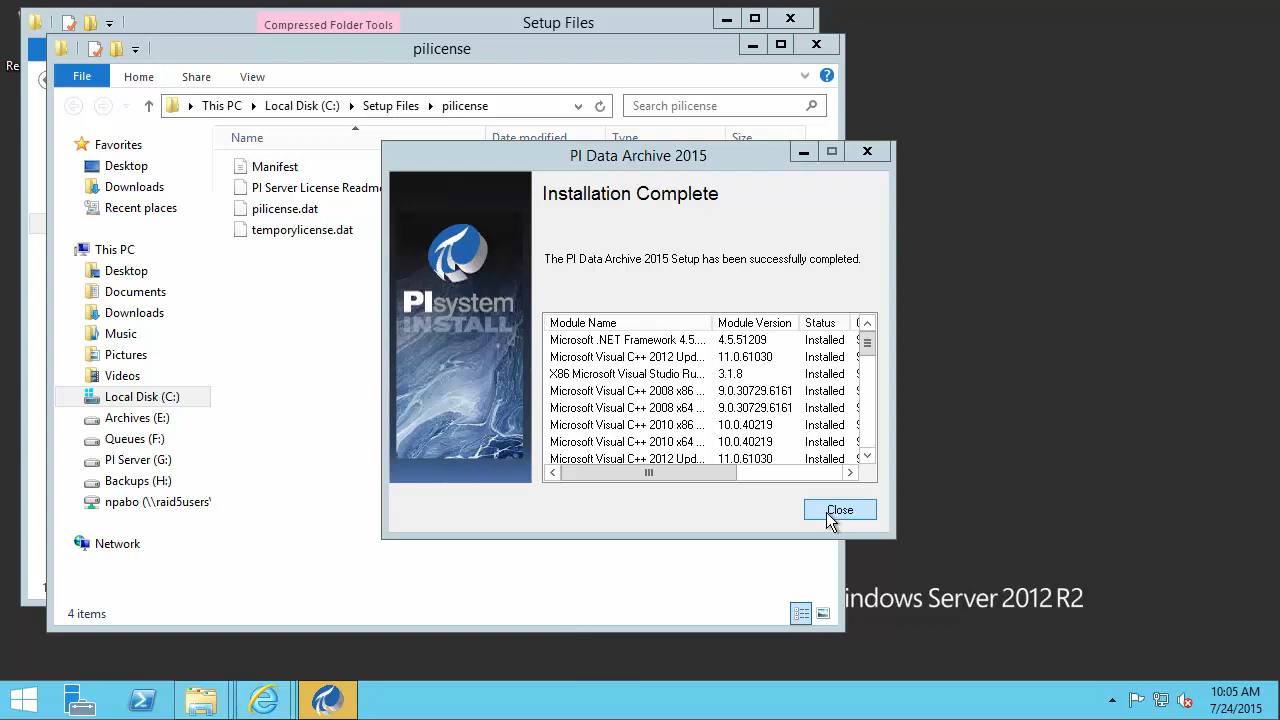 Compressed Folder Tools
Setup Files
pilicense
Re
File
Home
Share
View
This PC
Local Disk (C:)
Setup Files
pilicense
Search pilicense
Name
Date modified
Type
Size
Favorites
Desktop
Downloads
Recent places
This PC
Desktop
Documents
Downloads
Music
Pictures
Videos
Local Disk (C:)
Archives (E:)
Queues (F:)
PI Server (G:)
Backups (H:)
npabo (\\raid5users\
Network
Manifest
PI Server License Readme
pilicense.dat
temporylicense.dat
4 items
PI Data Archive 2015
PIsystem
INSTALL
Installation Complete
The PI Data Archive 2015 Setup has been successfully completed.
Module Name Module Version Status
Microsoft .NET Framework 4.5.... 4.5.51209 Installed
Microsoft Visual C++ 2012 Upd... 11.0.61030 Installed
X86 Microsoft Visual Studio Ru... 3.1.8 Installed
Microsoft Visual C++ 2008 x86 ... 9.0.30729.6161 Installed
Microsoft Visual C++ 2008 x64 ... 9.0.30729.6161 Installed
Microsoft Visual C++ 2010 x86 ... 10.0.40219 Installed
Microsoft Visual C++ 2010 x64 ... 10.0.40219 Installed
Microsoft Visual C++ 2012 Upd... 11.0.61030 Installed
Close
indows Server 2012 R2
10:05 AM
7/24/2015